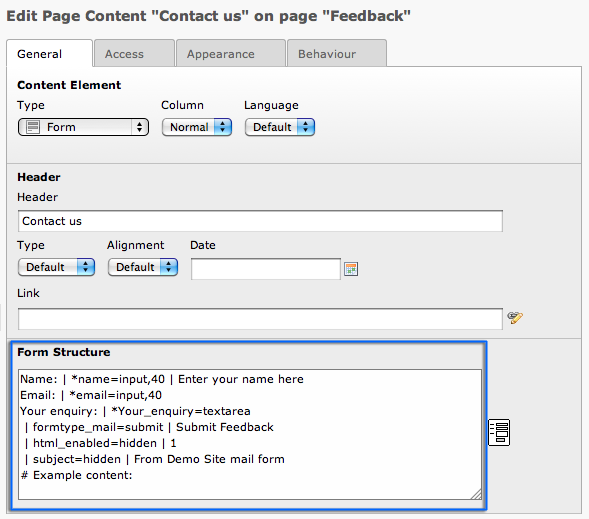 Edit Page Content "Contact us" on page "Feedback"
General Access Appearance Behaviour
Content Element
Type Column Language
Form Normal Default
Header
Header
Contact us
Type Alignment Date
Default Default
Link
Form Structure
Name: | *name=input,40 | Enter your name here
Email: | *email=input,40
Your enquiry: | *Your_enquiry=textarea
| formtype_mail=submit | Submit Feedback
| html_enabled=hidden | 1
| subject=hidden | From Demo Site mail form
# Example content: